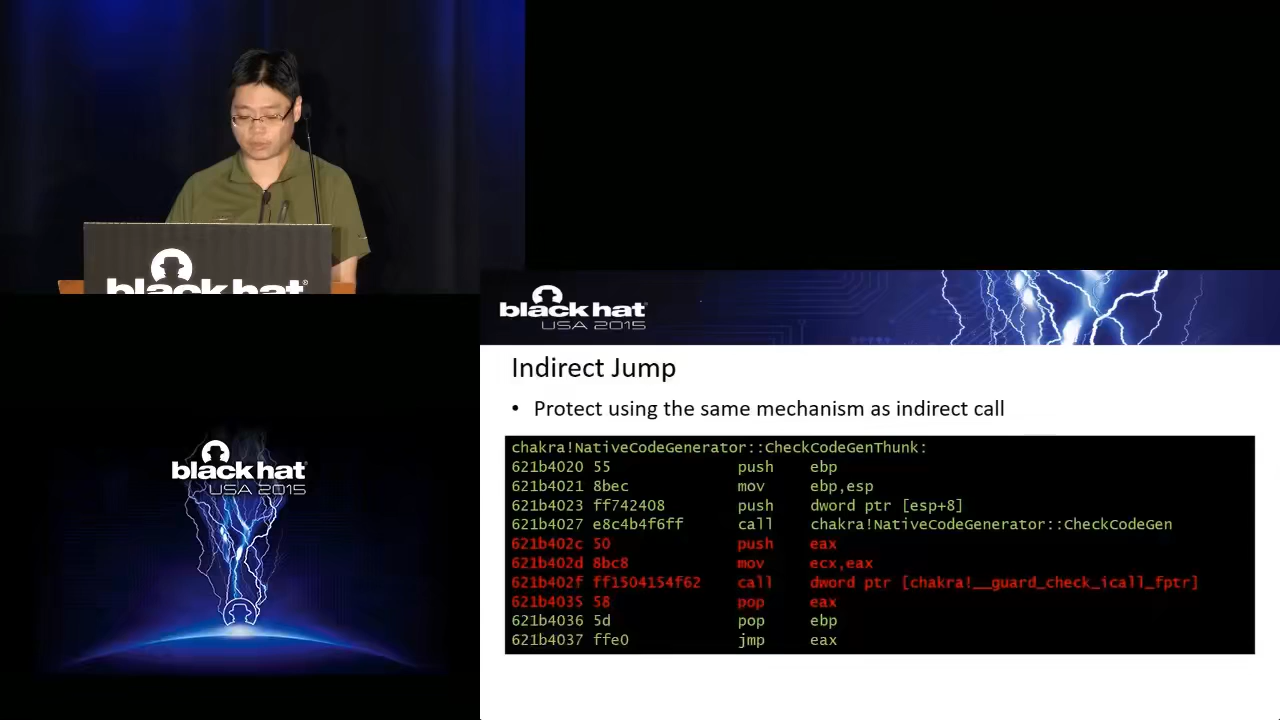 black hat
black hat
USA 2015
black hat
USA 2015
Indirect Jump
• Protect using the same mechanism as indirect call
chakra!NativeCodeGenerator::CheckCodeGenThunk:
621b4020 55 push ebp
621b4021 8bec mov ebp,esp
621b4023 ff742408 push dword ptr [esp+8]
621b4027 e8c4b4f6ff call chakra!NativeCodeGenerator::CheckCodeGen
621b402c 50 push eax
621b402d 8bc8 mov ecx,eax
621b402f ff1504154f62 call dword ptr [chakra!__guard_check_icall_fptr]
621b4035 58 pop eax
621b4036 5d pop ebp
621b4037 ffe0 jmp eax